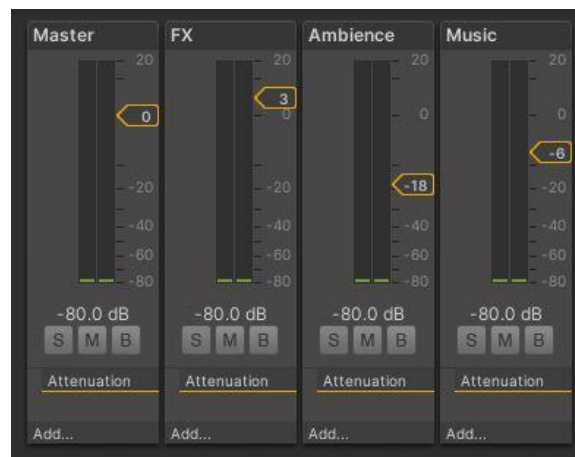 Master
20
0
0
-20
-40
-60
-80
-80.0 dB
S M B
Attenuation
Add...
FX
20
3
0
-20
-40
-60
-80
-80.0 dB
S M B
Attenuation
Add...
Ambience
20
0
-18
-20
-40
-60
-80
-80.0 dB
S M B
Attenuation
Add...
Music
20
0
-6
-20
-40
-60
-80
-80.0 dB
S M B
Attenuation
Add...